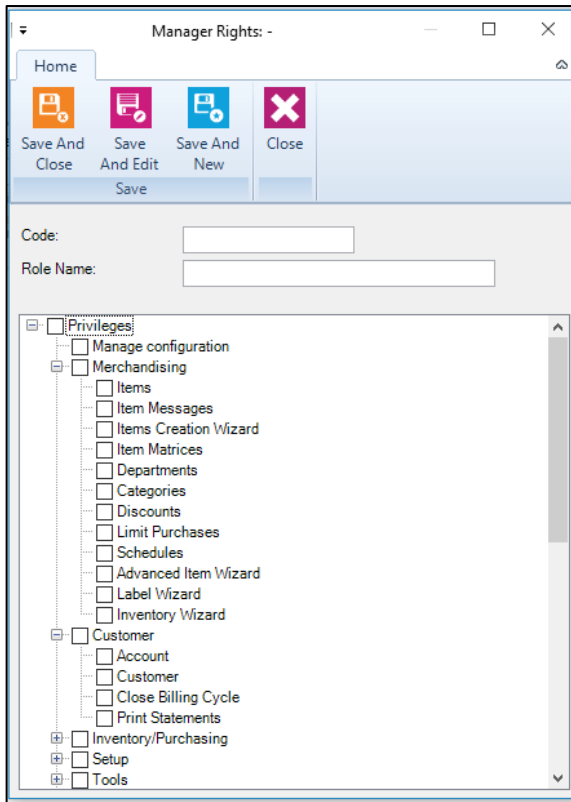 Manager Rights: -
Home
Save And Close
Save And Edit
Save And New
Close
Save
Code:
Role Name:
Privileges
Manage configuration
Merchandising
Items
Item Messages
Items Creation Wizard
Item Matrices
Departments
Categories
Discounts
Limit Purchases
Schedules
Advanced Item Wizard
Label Wizard
Inventory Wizard
Customer
Account
Customer
Close Billing Cycle
Print Statements
Inventory/Purchasing
Setup
Tools